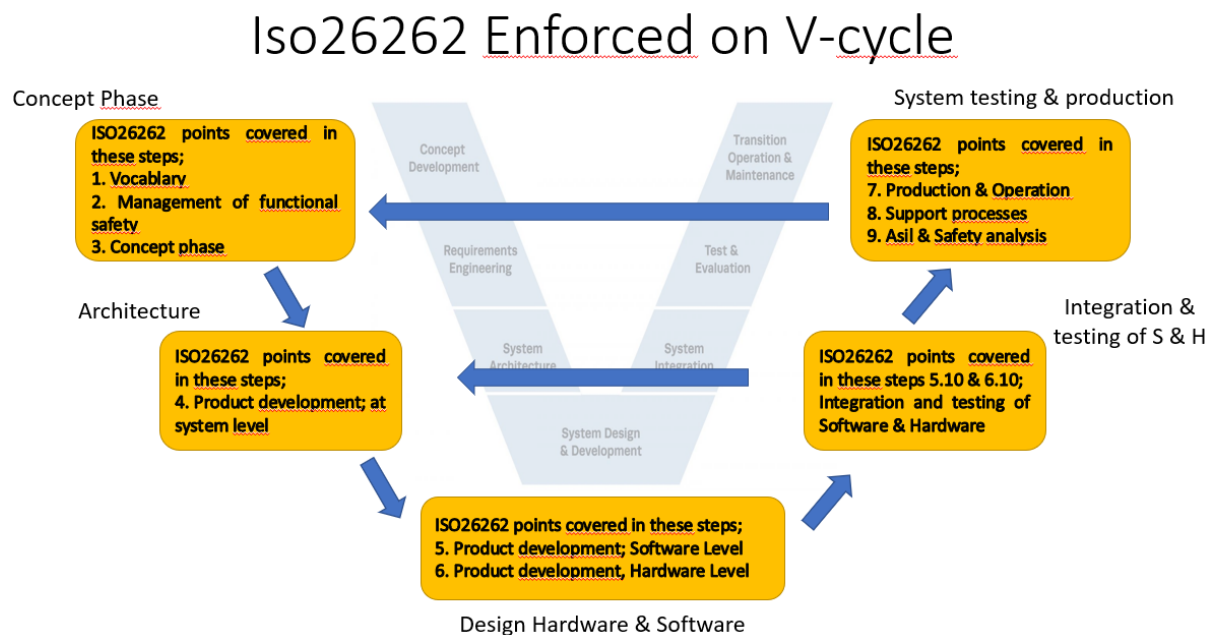 Iso26262 Enforced on V-cycle
Concept Phase
ISO26262 points covered in
these steps;
1. Vocablary
2. Management of functional
safety
3. Concept phase
Architecture
ISO26262 points covered
in these steps;
4. Product development; at
system level
ISO26262 points covered in these steps;
5. Product development; Software Level
6. Product development, Hardware Level
Design Hardware & Software
Integration &
testing of S & H
ISO26262 points covered
in these steps 5.10 & 6.10;
Integration and testing of
Software & Hardware
System testing & production
ISO26262 points covered in
these steps;
7. Production & Operation
8. Support processes
9. Asil & Safety analysis
Concept
Development
Requirements
Engineering
System
Architecture
System Design
& Development
System
Integration
Test &
Evaluation
Transition
Operation &
Maintenance